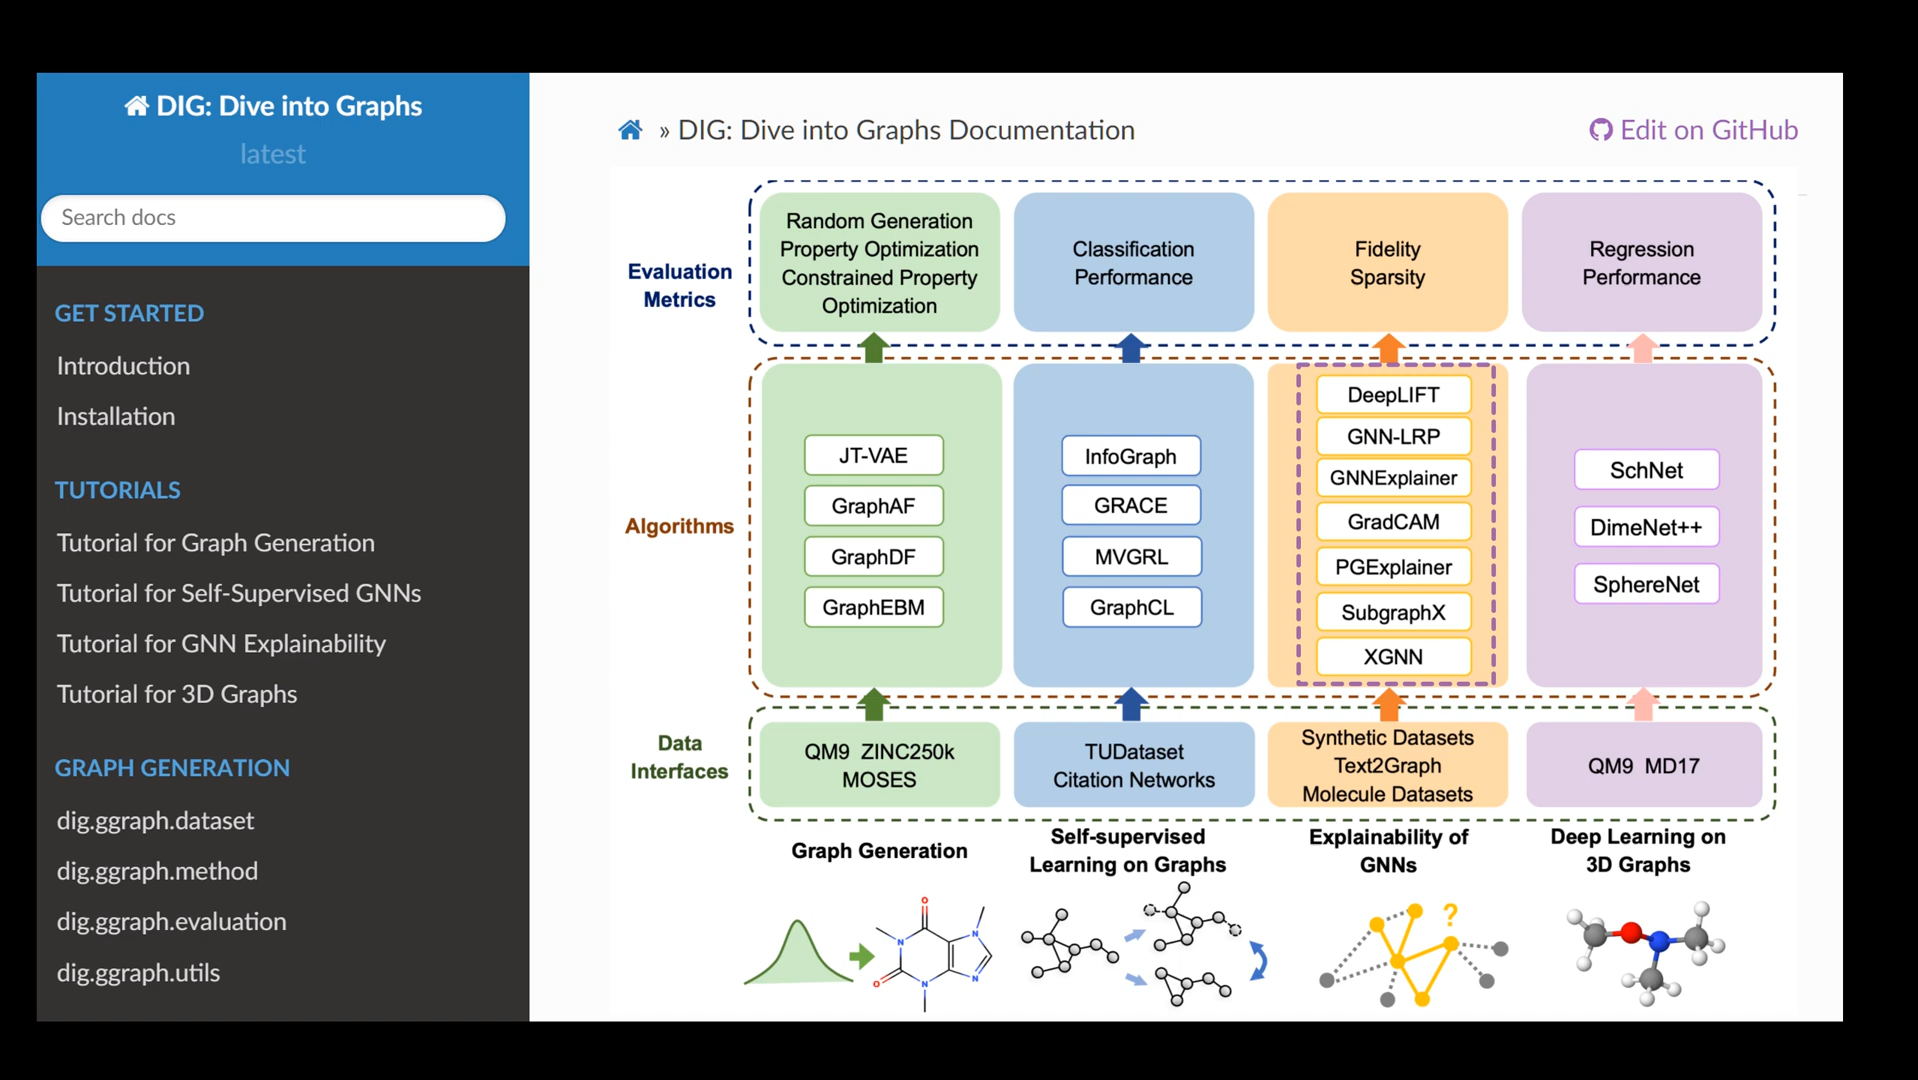 DIG: Dive into Graphs
latest
Search docs
GET STARTED
Introduction
Installation
TUTORIALS
Tutorial for Graph Generation
Tutorial for Self-Supervised GNNs
Tutorial for GNN Explainability
Tutorial for 3D Graphs
GRAPH GENERATION
dig.ggraph.dataset
dig.ggraph.method
dig.ggraph.evaluation
dig.ggraph.utils
» DIG: Dive into Graphs Documentation
Edit on GitHub
Evaluation
Metrics
Random Generation
Property Optimization
Constrained Property
Optimization
Classification
Performance
Fidelity
Sparsity
Regression
Performance
Algorithms
JT-VAE
GraphAF
GraphDF
GraphEBM
InfoGraph
GRACE
MVGRL
GraphCL
DeepLIFT
GNN-LRP
GNNExplainer
GradCAM
PGExplainer
SubgraphX
XGNN
SchNet
DimeNet++
SphereNet
Data
Interfaces
QM9 ZINC250k
MOSES
TUDataset
Citation Networks
Synthetic Datasets
Text2Graph
Molecule Datasets
QM9 MD17
Graph Generation
Self-supervised
Learning on Graphs
Explainability of
GNNs
Deep Learning on
3D Graphs
O
N
N
O
N
N
?